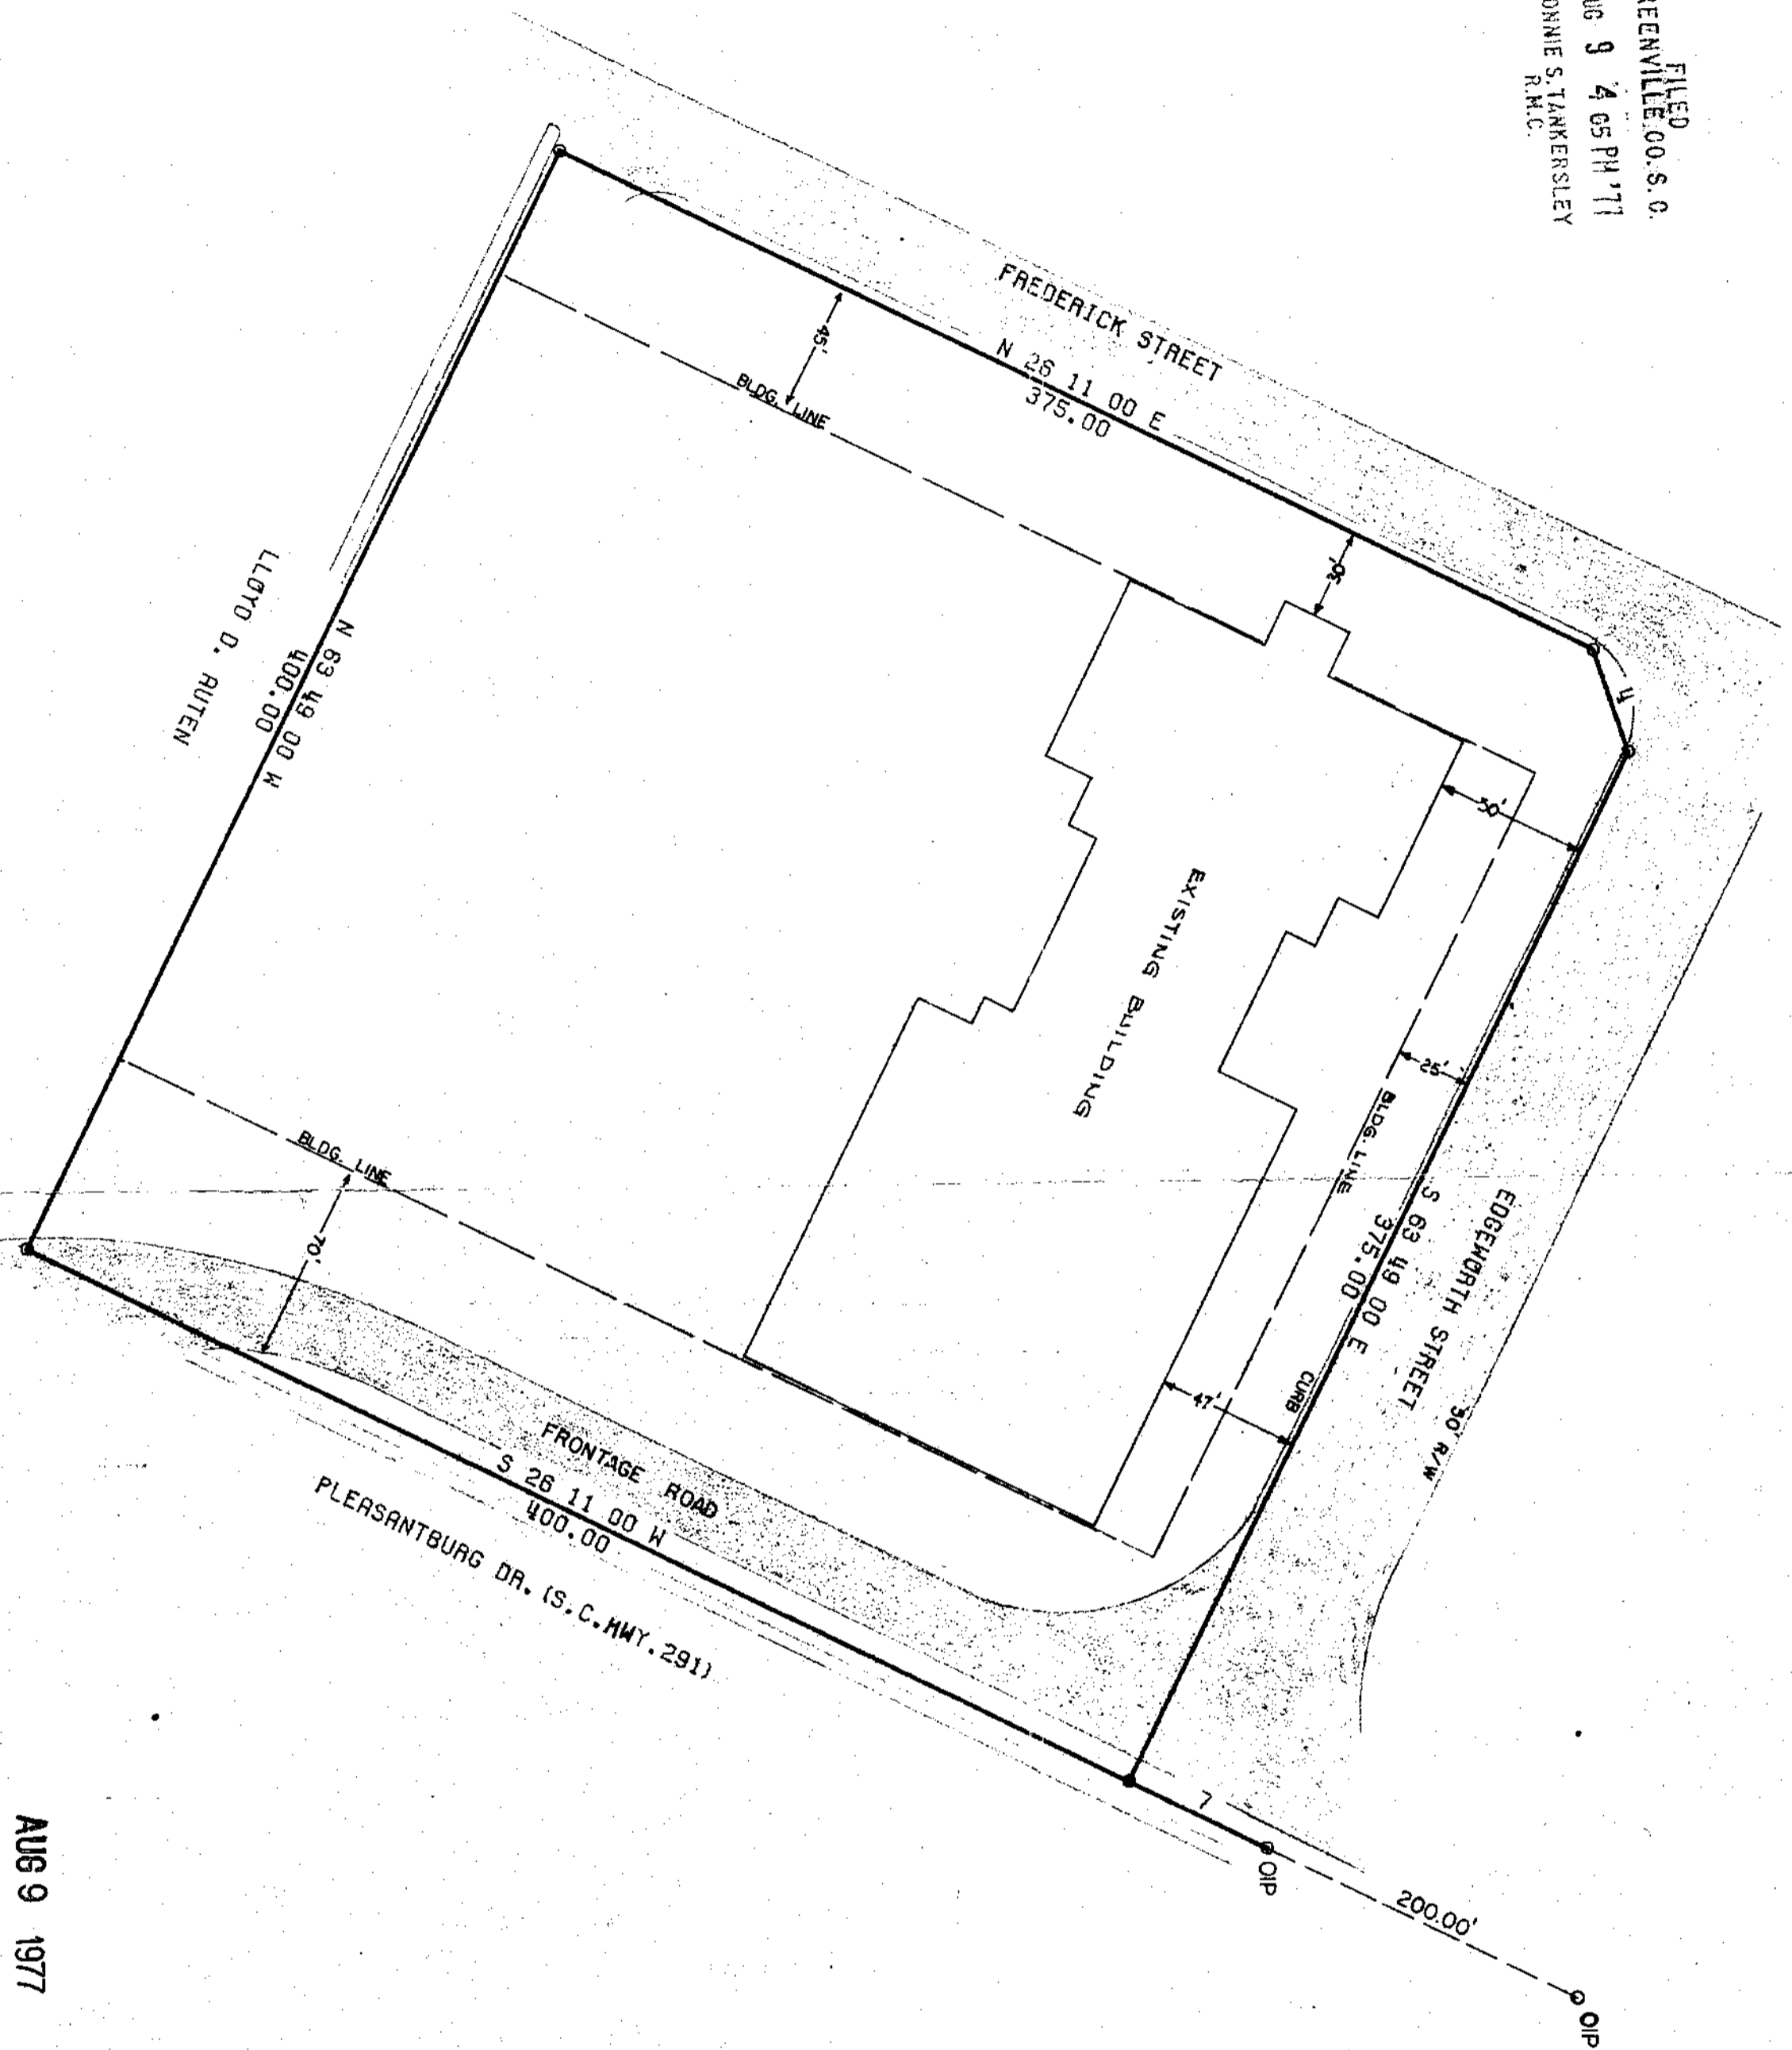 FILED
REENVILLE CO. S. C.
UG 9 4 05 PM '77
ONNIE S. TANKERSLEY
R.M.C.
FREDERICK STREET
N 26 11 00 E
375.00
45'
BLDG. LINE
30'
4
50'
EXISTING BUILDING
25'
BLDG. LINE
S 63 49 00 E
375.00
EDGEWORTH STREET 50' R/W
CURB
47'
LLOYD D. AUTEN
N 63 49 00 W
400.00
BLDG. LINE
70'
FRONTAGE ROAD
S 26 11 00 W
400.00
PLEASANTBURG DR. (S.C.HWY.291)
7
OIP
200.00'
OIP
AUG 9 1977